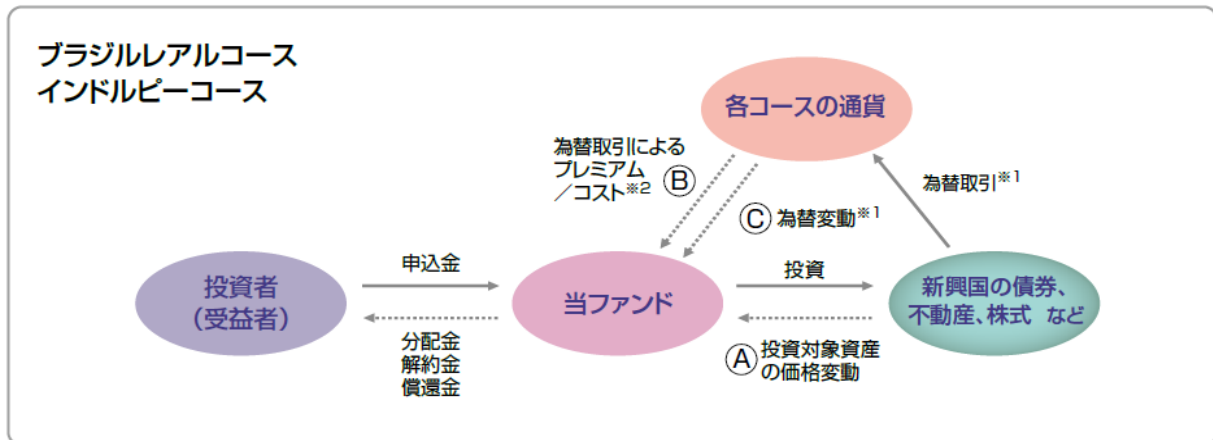 ブラジルレアルコース
インドルピーコース
各コースの通貨
為替取引による
プレミアム
／コスト※2
Ⓑ
為替取引※1
Ⓒ 為替変動※1
投資者
（受益者）
申込金
分配金
解約金
償還金
当ファンド
投資
Ⓐ 投資対象資産
の価格変動
新興国の債券、
不動産、株式 など